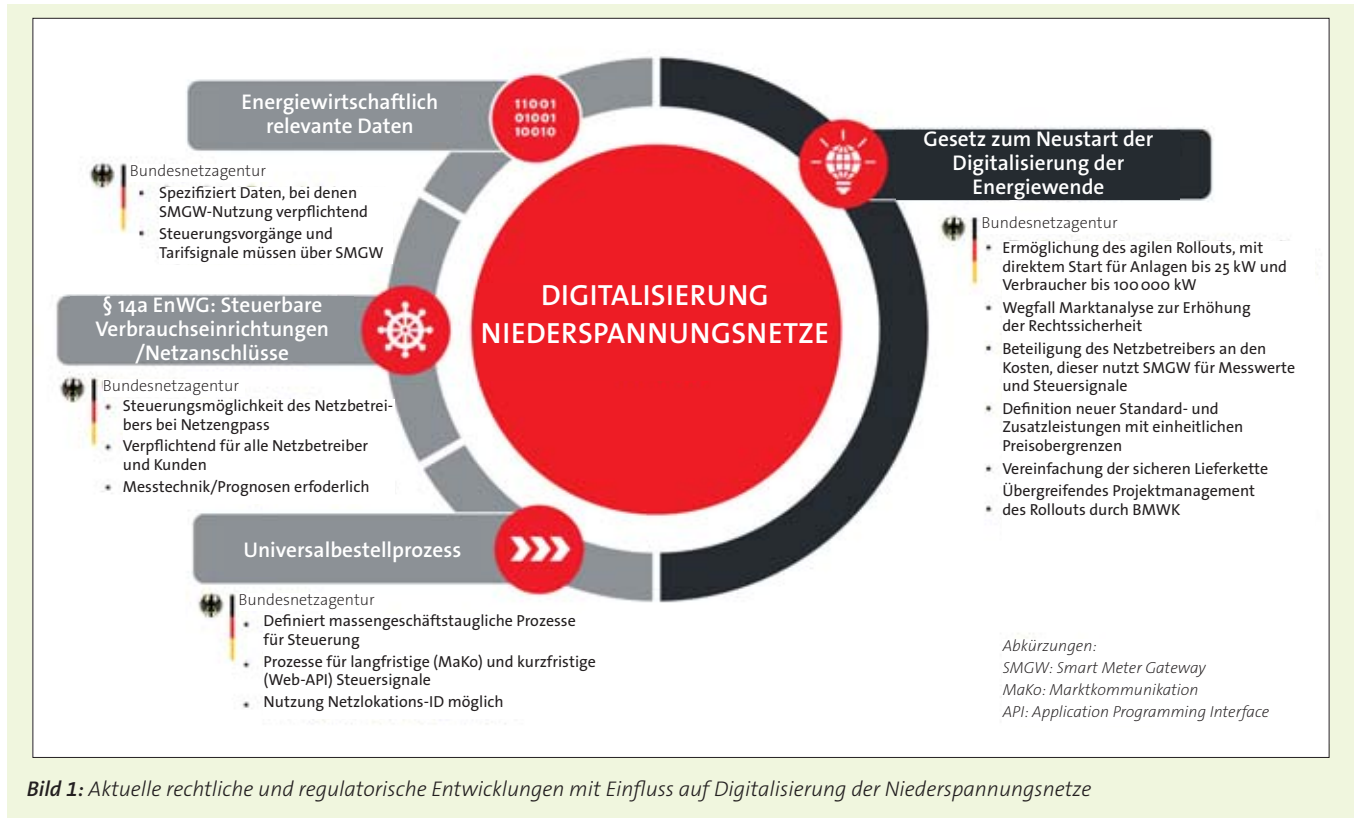 Energiewirtschaftlich
relevante Daten
11001
01001
10010
Bundesnetzagentur
▪ Spezifiziert Daten, bei denen
SMGW-Nutzung verpflichtend
▪ Steuerungsvorgänge und
Tarifsignale müssen über SMGW
§ 14a EnWG: Steuerbare
Verbrauchseinrichtungen
/Netzanschlüsse
Bundesnetzagentur
▪ Steuerungsmöglichkeit des Netzbetrei-
bers bei Netzengpass
▪ Verpflichtend für alle Netzbetreiber
und Kunden
▪ Messtechnik/Prognosen erfoderlich
Universalbestellprozess
Bundesnetzagentur
▪ Definiert massengeschäftstaugliche Prozesse
für Steuerung
▪ Prozesse für langfristige (MaKo) und kurzfristige
(Web-API) Steuersignale
▪ Nutzung Netzlokations-ID möglich
DIGITALISIERUNG
NIEDERSPANNUNGSNETZE
Gesetz zum Neustart der
Digitalisierung der
Energiewende
Bundesnetzagentur
▪ Ermöglichung des agilen Rollouts, mit
direktem Start für Anlagen bis 25 kW und
Verbraucher bis 100 000 kW
▪ Wegfall Marktanalyse zur Erhöhung
der Rechtssicherheit
▪ Beteiligung des Netzbetreibers an den
Kosten, dieser nutzt SMGW für Messwerte
und Steuersignale
▪ Definition neuer Standard- und
Zusatzleistungen mit einheitlichen
Preisobergrenzen
▪ Vereinfachung der sicheren Lieferkette
Übergreifendes Projektmanagement
▪ des Rollouts durch BMWK
Abkürzungen:
SMGW: Smart Meter Gateway
MaKo: Marktkommunikation
API: Application Programming Interface
Bild 1: Aktuelle rechtliche und regulatorische Entwicklungen mit Einfluss auf Digitalisierung der Niederspannungsnetze